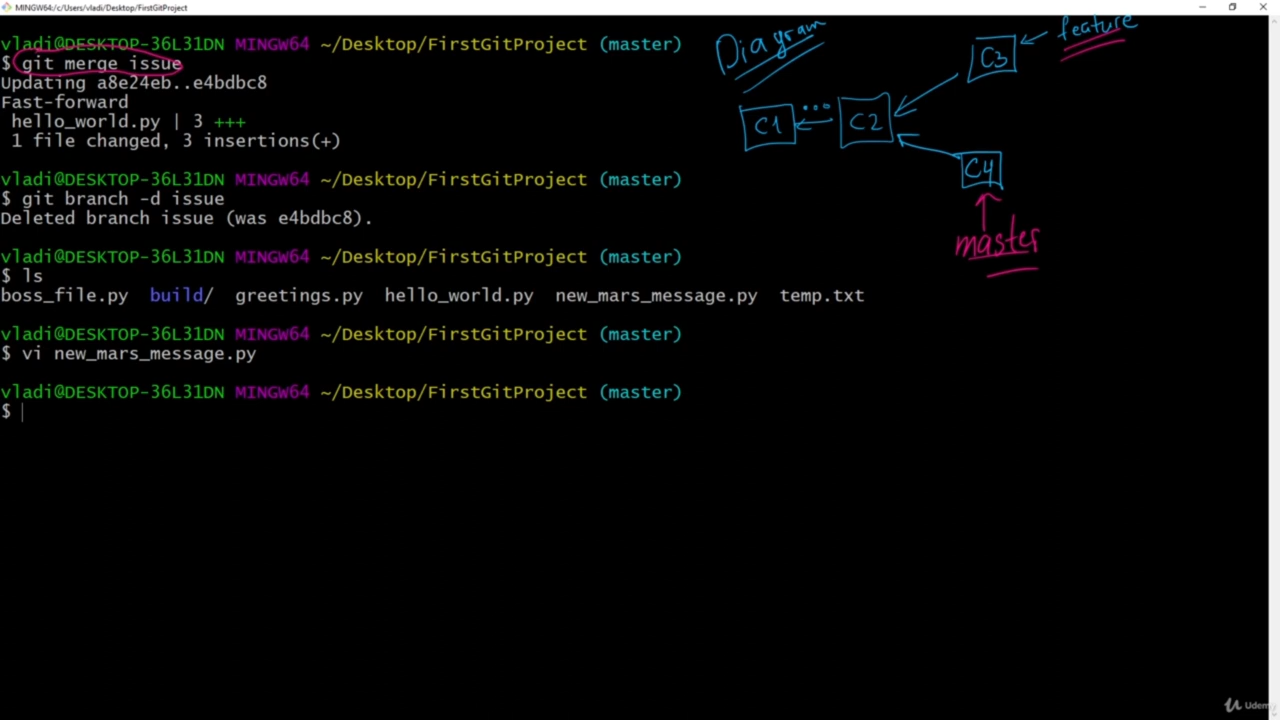 MINGW64:/c/Users/vladi/Desktop/FirstGitProject
vladi@DESKTOP-36L31DN MINGW64 ~/Desktop/FirstGitProject (master)
$ git merge issue
Updating a8e24eb..e4bdbc8
Fast-forward
hello_world.py | 3 +++
1 file changed, 3 insertions(+)
vladi@DESKTOP-36L31DN MINGW64 ~/Desktop/FirstGitProject (master)
$ git branch -d issue
Deleted branch issue (was e4bdbc8).
vladi@DESKTOP-36L31DN MINGW64 ~/Desktop/FirstGitProject (master)
$ ls
boss_file.py build/ greetings.py hello_world.py new_mars_message.py temp.txt
vladi@DESKTOP-36L31DN MINGW64 ~/Desktop/FirstGitProject (master)
$ vi new_mars_message.py
vladi@DESKTOP-36L31DN MINGW64 ~/Desktop/FirstGitProject (master)
$
Diagram
feature
C3
C1 ... C2
C4
master
Udemy